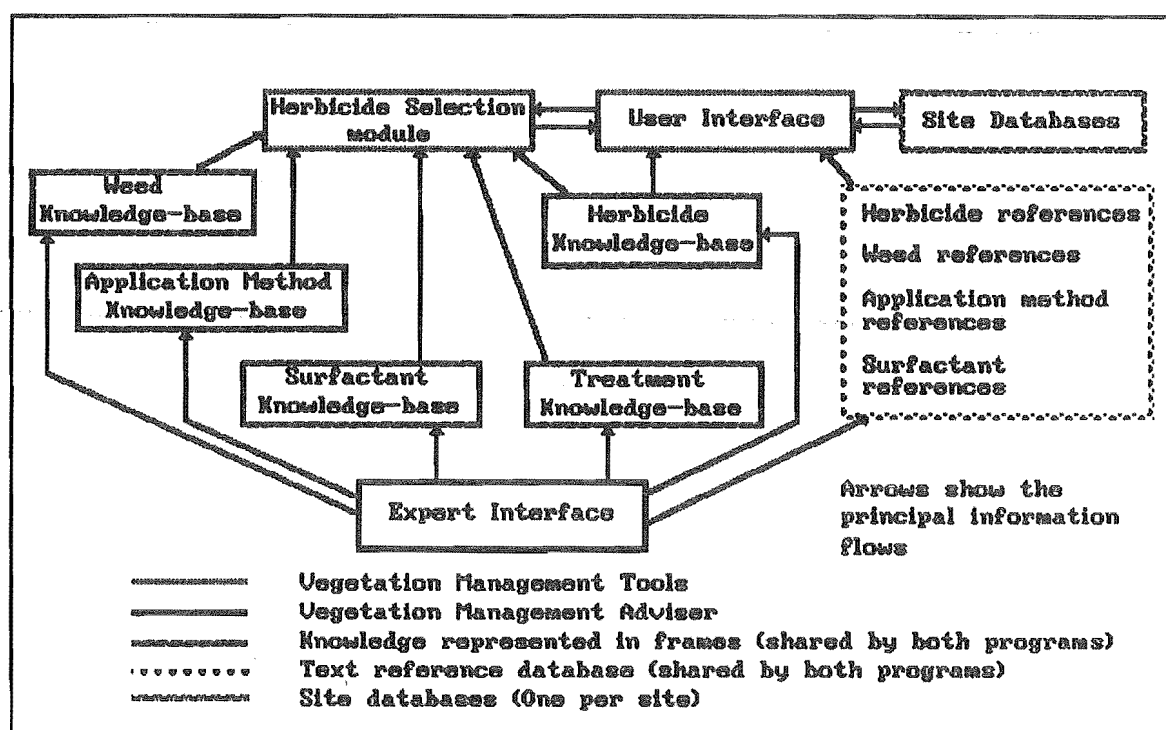 Herbicide Selection
module
User Interface
Site Databases
Weed
Knowledge-base
Herbicide
Knowledge-base
Herbicide references
Weed references
Application method
references
Surfactant
references
Application Method
Knowledge-base
Surfactant
Knowledge-base
Treatment
Knowledge-base
Expert Interface
Arrows show the
principal information
flows
Vegetation Management Tools
Vegetation Management Adviser
Knowledge represented in frames (shared by both programs)
Text reference database (shared by both programs)
Site databases (One per site)